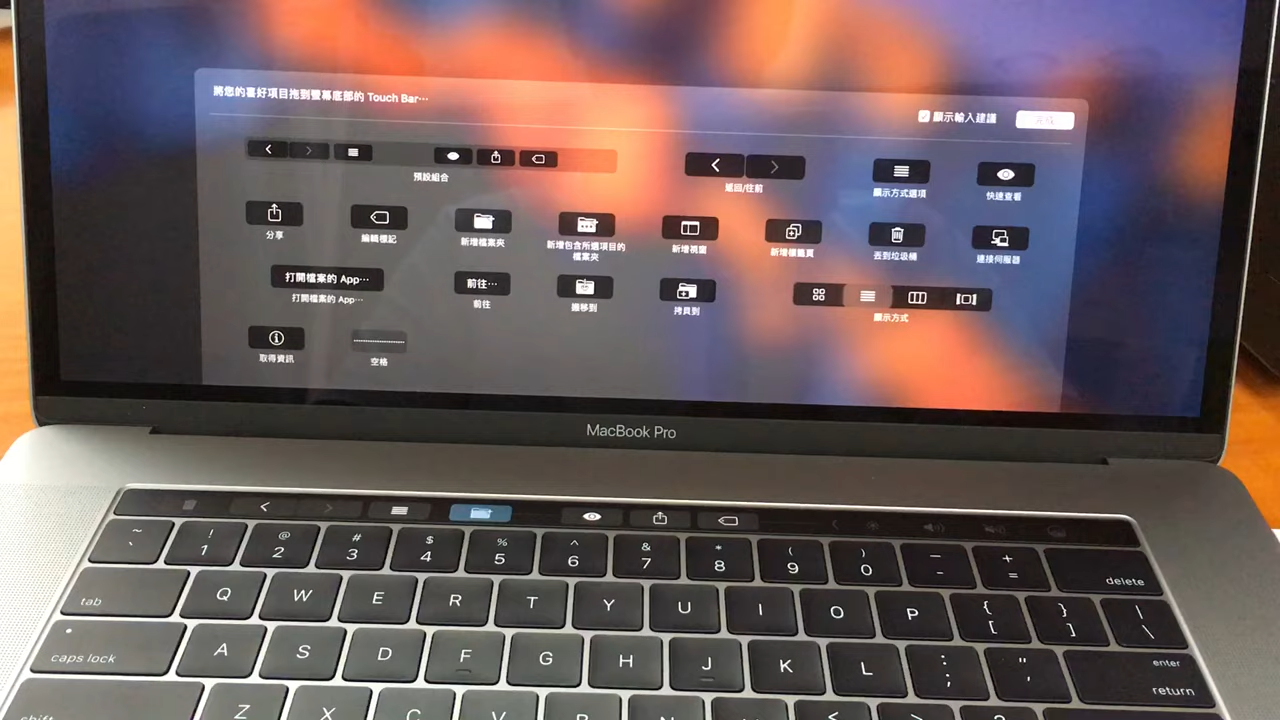 將您的喜好項目拖到螢幕底部的 Touch Bar⋯
顯示輸入建議
完成
預設組合
返回/往前
顯示方式選項
快速查看
分享
編輯標記
新增檔案夾
新增包含所選項目的
檔案夾
新增視窗
新增標籤頁
丟到垃圾桶
連接伺服器
打開檔案的 App⋯
打開檔案的 App⋯
前往⋯
前往
搬移到
拷貝到
顯示方式
取得資訊
空格
MacBook Pro
~ ! @ # $ % ^ & * ( ) _ +
` 1 2 3 4 5 6 7 8 9 0 - = delete
tab Q W E R T Y U I O P { [ } ] | \
caps lock A S D F G H J K L : ; " ' enter return
shift Z X C V B N M < > ?